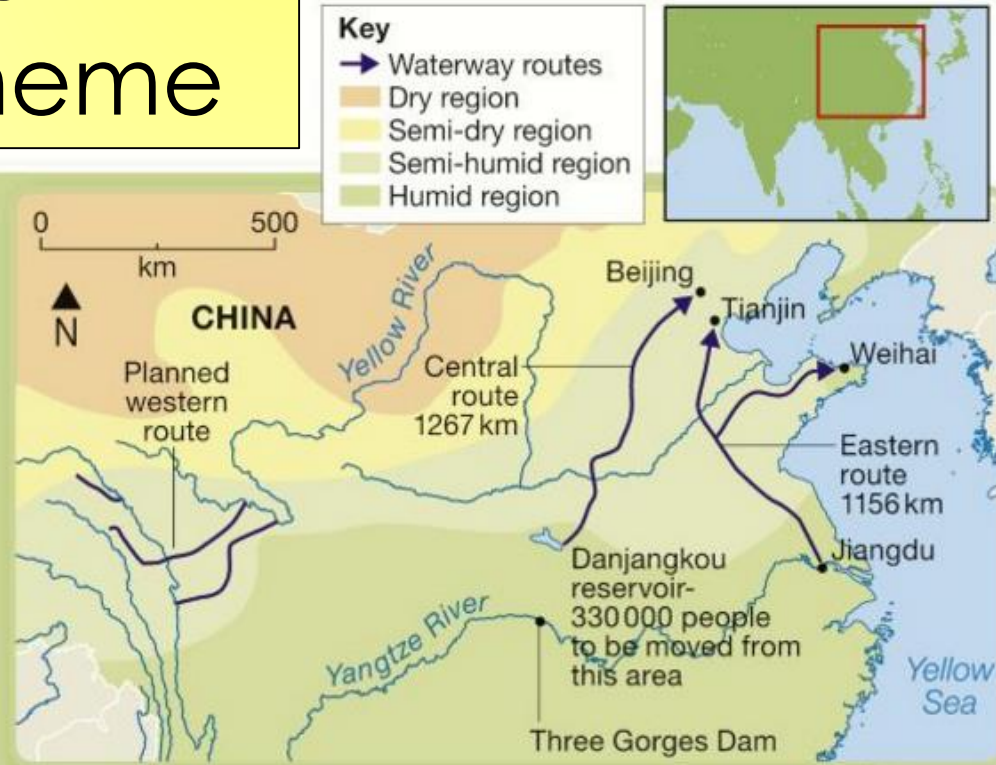 heme
Key
Waterway routes
Dry region
Semi-dry region
Semi-humid region
Humid region
0
500
km
N
CHINA
Yellow River
Beijing
Tianjin
Weihai
Planned
western
route
Central
route
1267 km
Eastern
route
1156 km
Jiangdu
Danjangkou
reservoir-
330 000 people
to be moved from
this area
Yangtze River
Three Gorges Dam
Yellow
Sea